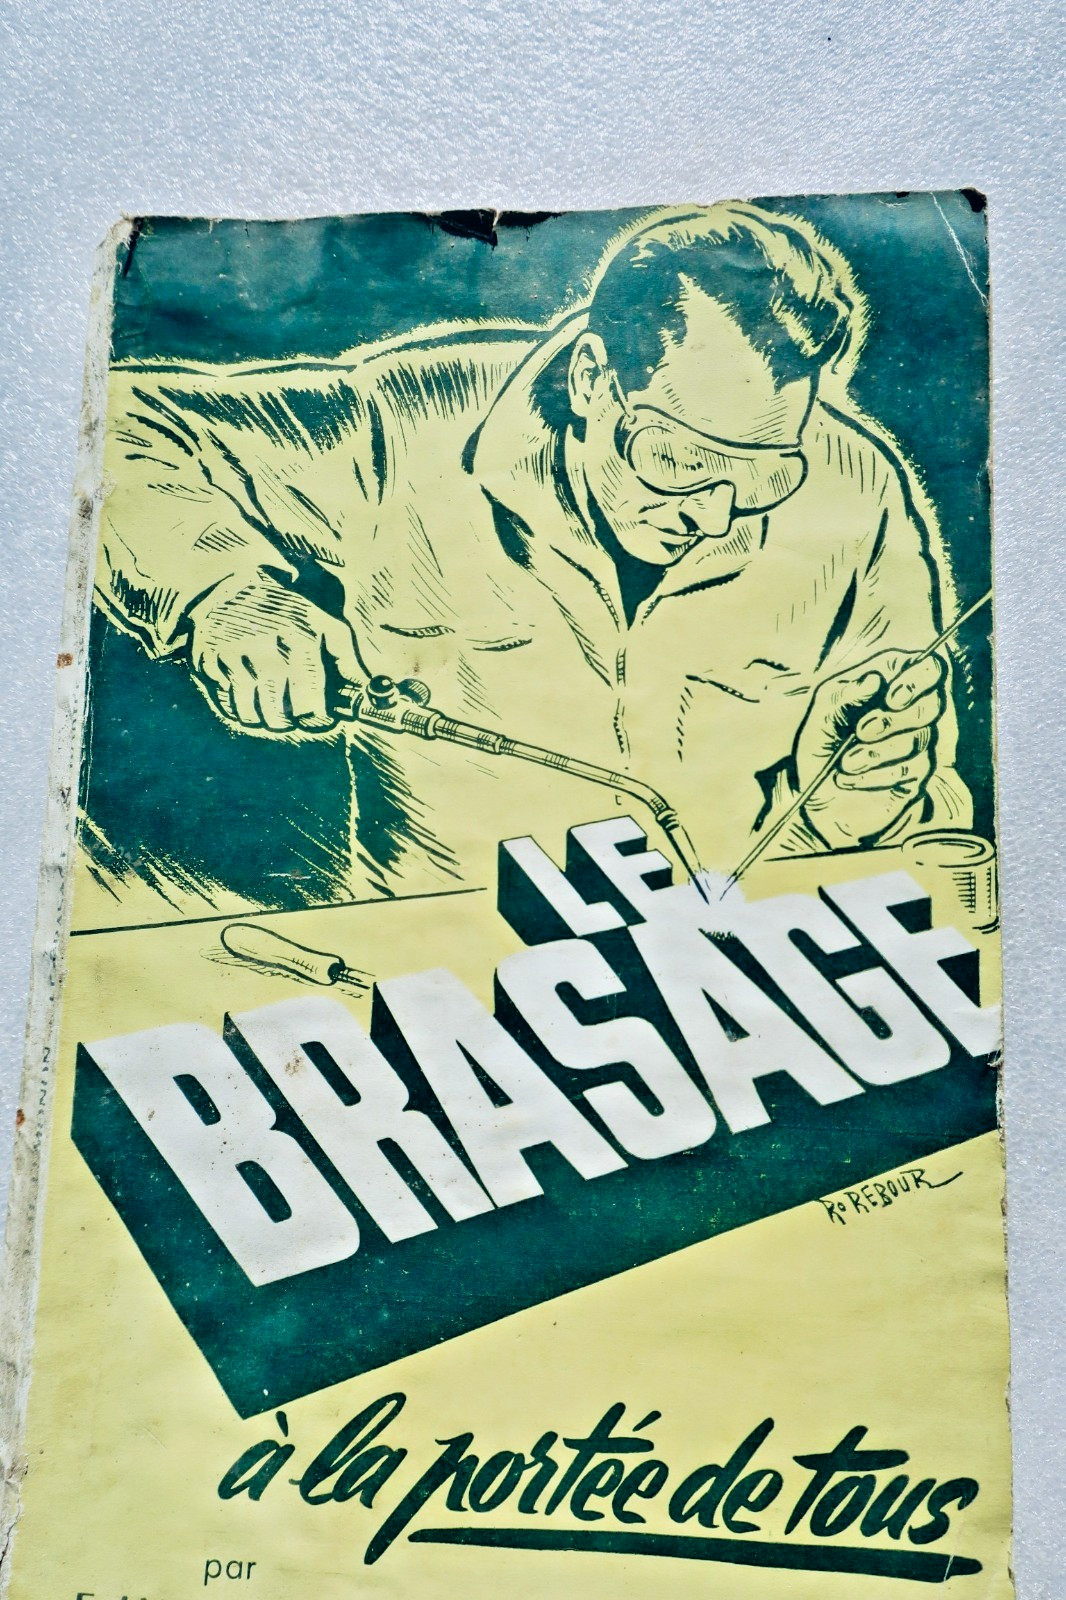 LE
BRASAGE
RO REBOUR
à la portée de tous
par